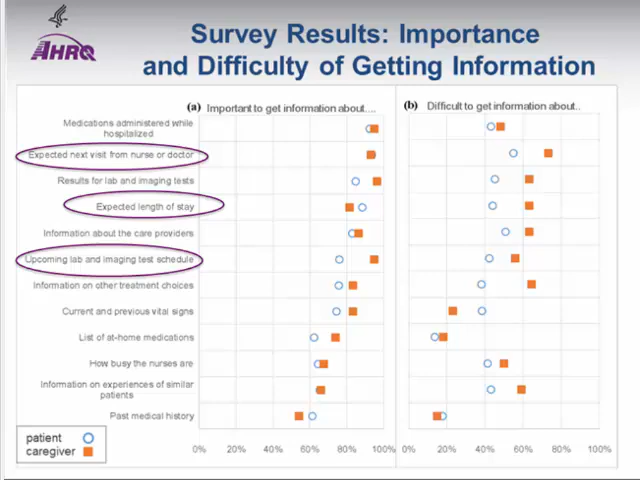 AHRQ
Survey Results: Importance
and Difficulty of Getting Information
(a) Important to get information about....
(b) Difficult to get information about..
Medications administered while
hospitalized
Expected next visit from nurse or doctor
Results for lab and imaging tests
Expected length of stay
Information about the care providers
Upcoming lab and imaging test schedule
Information on other treatment choices
Current and previous vital signs
List of at-home medications
How busy the nurses are
Information on experiences of similar
patients
Past medical history
0% 20% 40% 60% 80% 100%
0% 20% 40% 60% 80% 100%
patient
caregiver